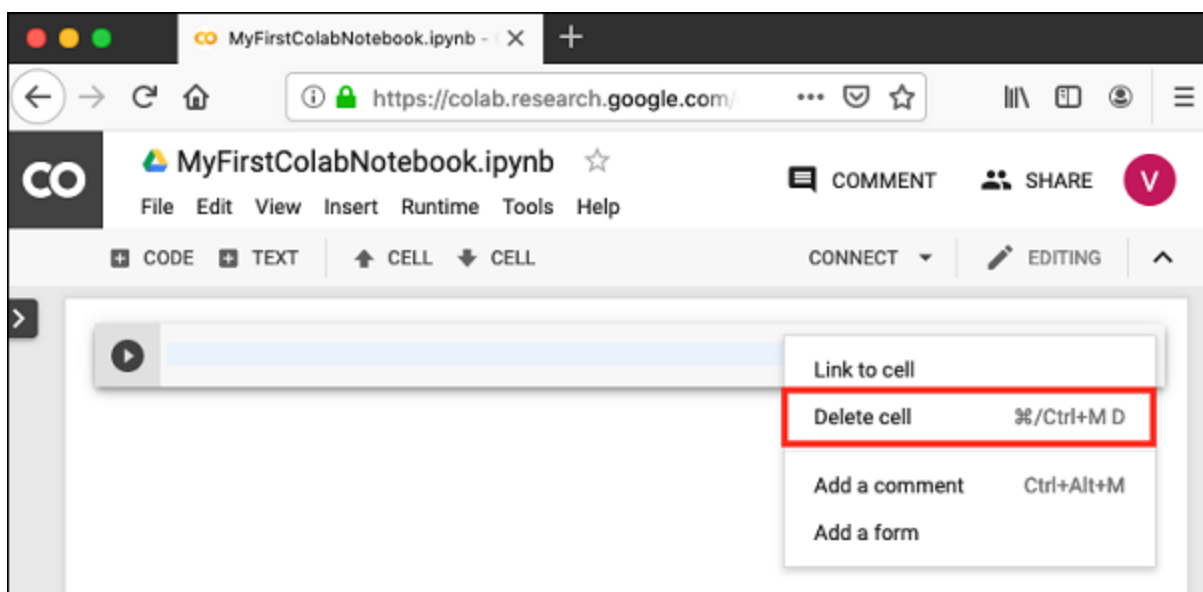 CO MyFirstColabNotebook.ipynb -
https://colab.research.google.com/
CO
MyFirstColabNotebook.ipynb
COMMENT SHARE V
File Edit View Insert Runtime Tools Help
CODE TEXT CELL CELL CONNECT EDITING
Link to cell
Delete cell ⌘/Ctrl+M D
Add a comment Ctrl+Alt+M
Add a form